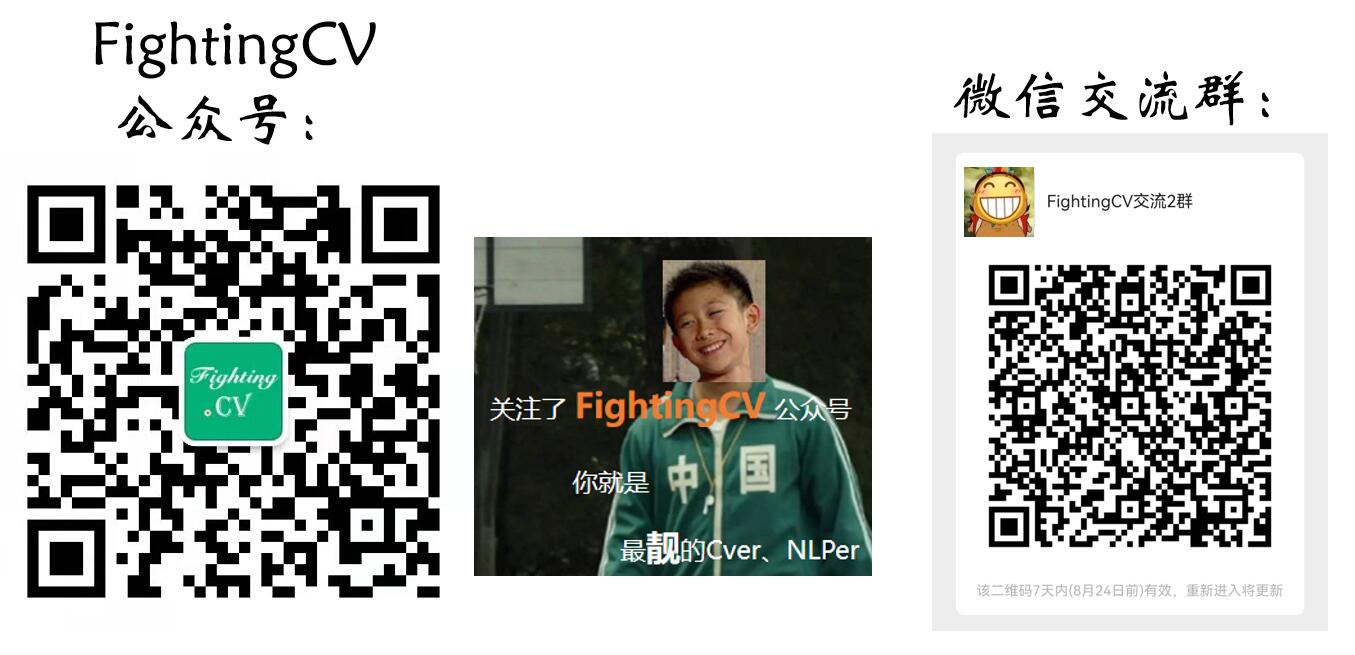 FightingCV
公众号：
Fighting
.CV
关注了 FightingCV 公众号
你就是
中国
最靓的Cver、NLPer
微信交流群：
FightingCV交流2群
该二维码7天内(8月24日前)有效，重新进入将更新